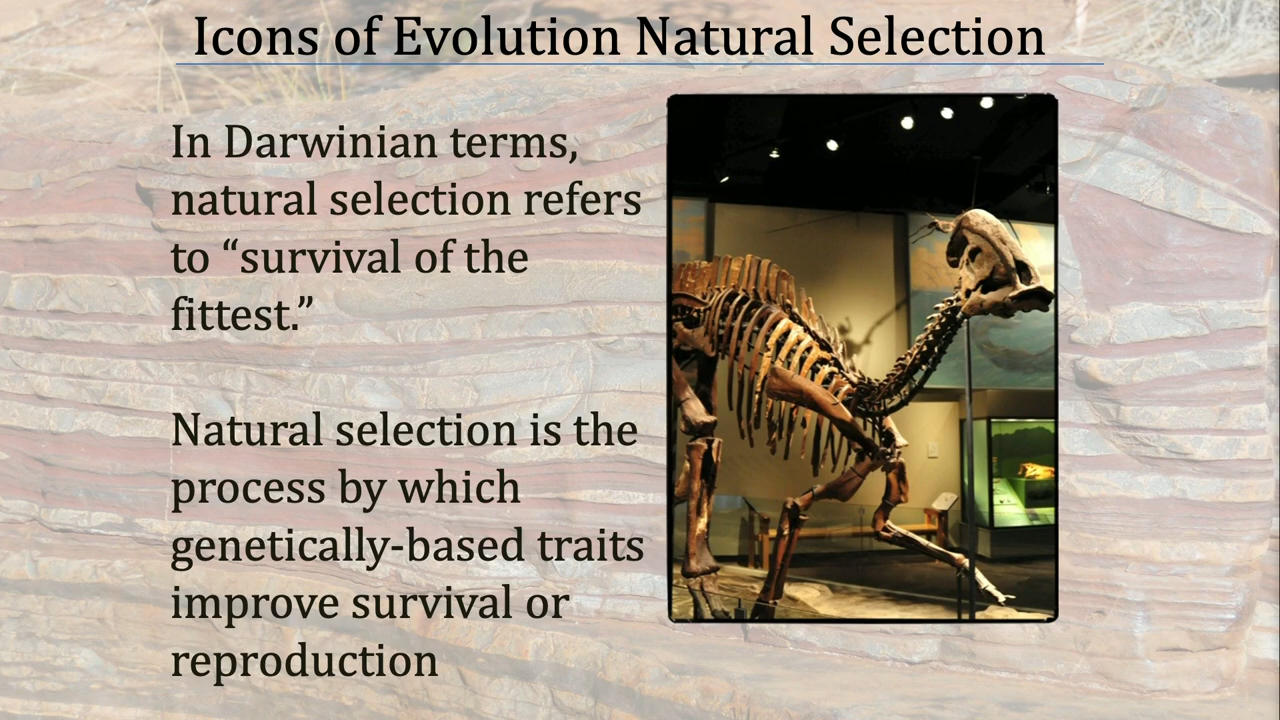 Icons of Evolution Natural Selection
In Darwinian terms,
natural selection refers
to “survival of the
fittest.”
Natural selection is the
process by which
genetically-based traits
improve survival or
reproduction